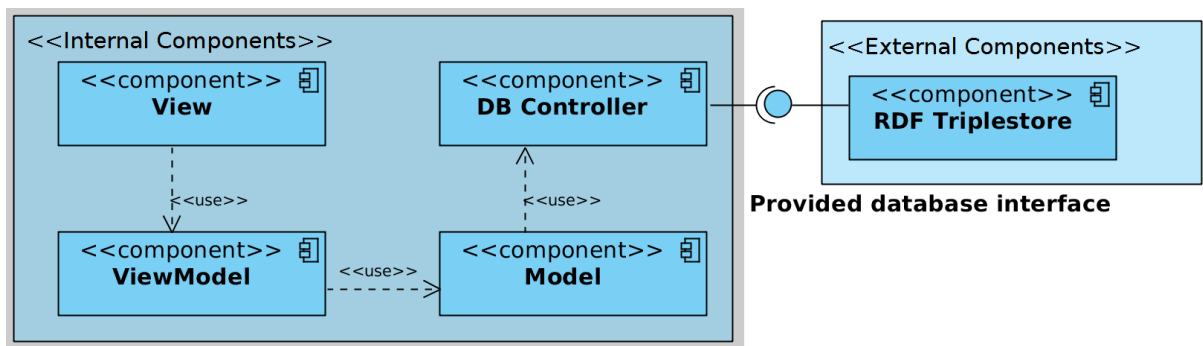 <<Internal Components>>
<<component>>
View
<<component>>
DB Controller
<<use>>
<<use>>
<<component>>
ViewModel
<<use>>
<<component>>
Model
<<External Components>>
<<component>>
RDF Triplestore
Provided database interface